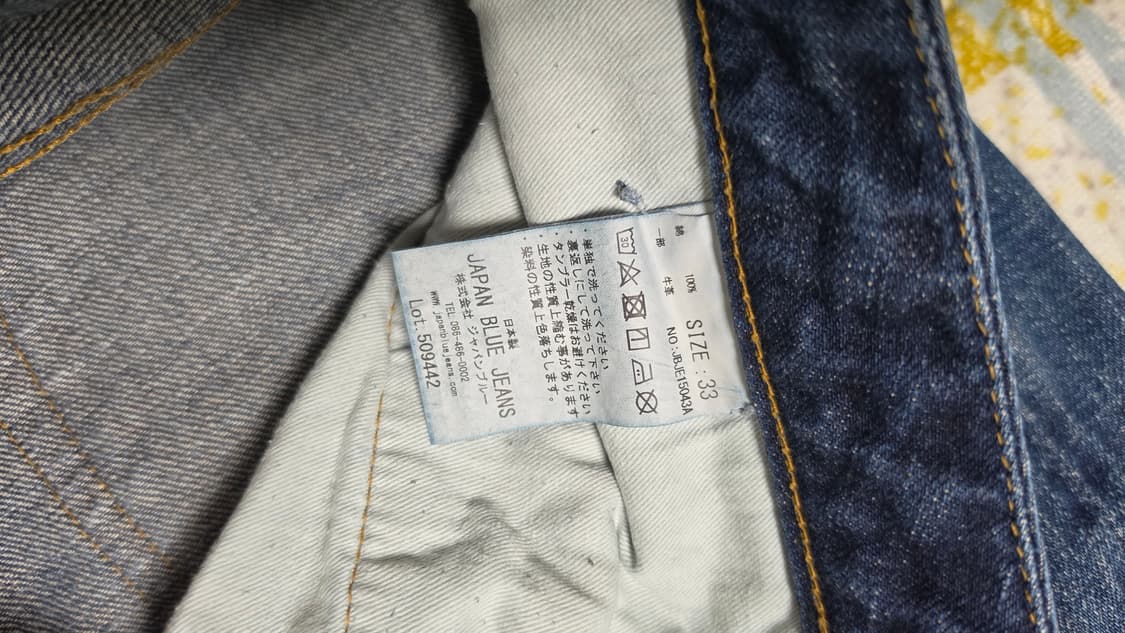 綿 100%
一部 牛革
SIZE : 33
NO:JBJE15043A
30
・単独で洗ってください
・裏返しにして洗って下さい
・タンブラー乾燥はお避けください
・生地の性質上縮む事があります
・染料の性質上色落ちします。
日本製
JAPAN BLUE JEANS
株式会社 ジャパンブルー
TEL:086-486-0002
www.japanbluejeans.com
Lot. 509442